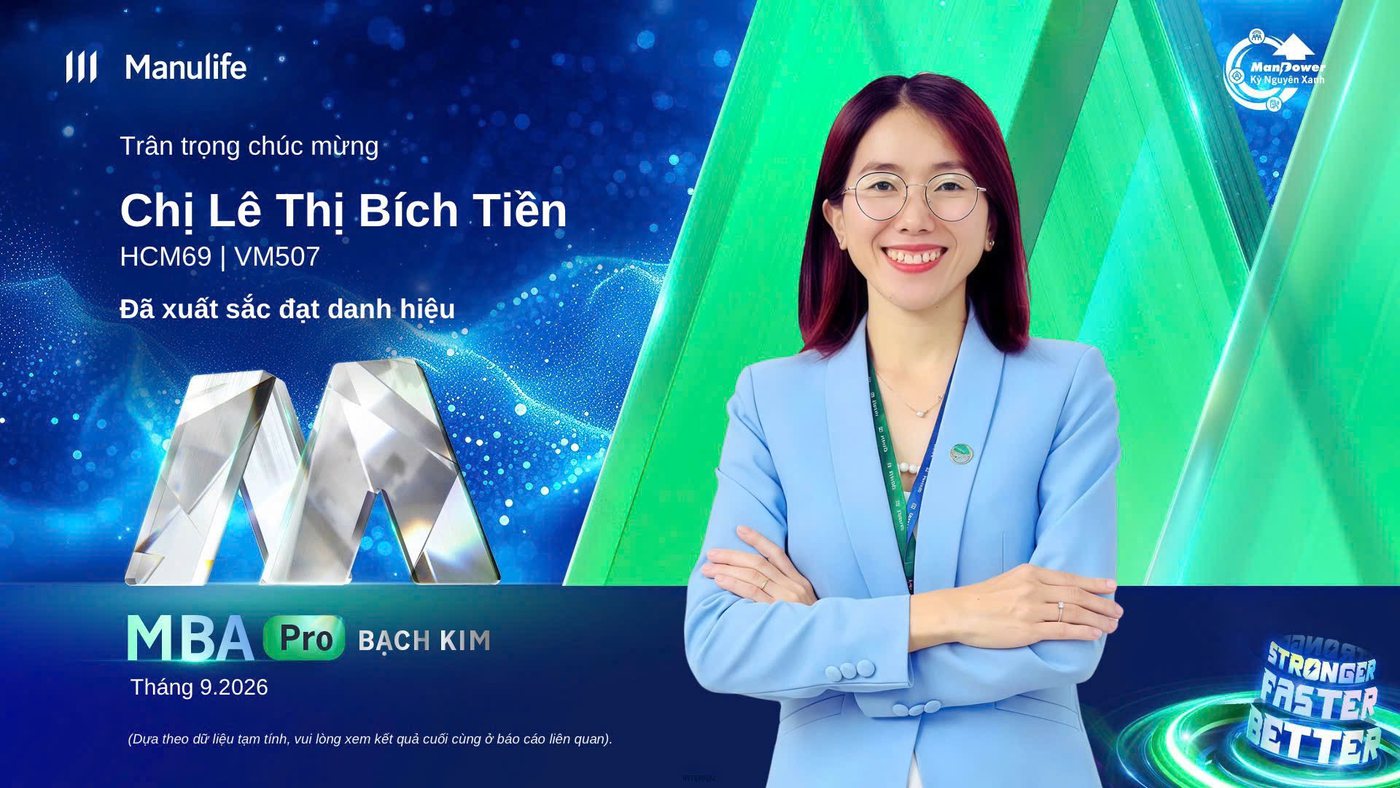 Manulife
ManPower
Kỷ Nguyên Xanh
Trân trọng chúc mừng
Chị Lê Thị Bích Tiền
HCM69 | VM507
Đã xuất sắc đạt danh hiệu
MBA Pro BẠCH KIM
Tháng 9.2026
(Dựa theo dữ liệu tạm tính, vui lòng xem kết quả cuối cùng ở báo cáo liên quan).
STRONGER
FASTER
BETTER